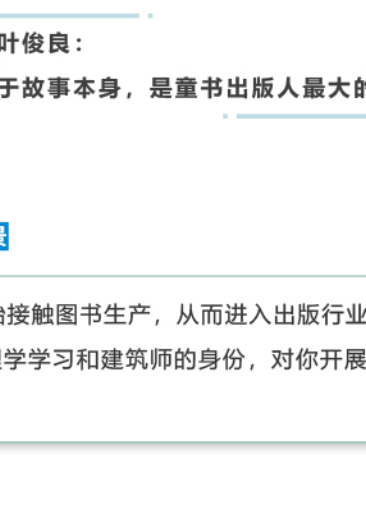 叶俊良：
于故事本身，是童书出版人最大的
景
始接触图书生产，从而进入出版行业
理学学习和建筑师的身份，对你开展